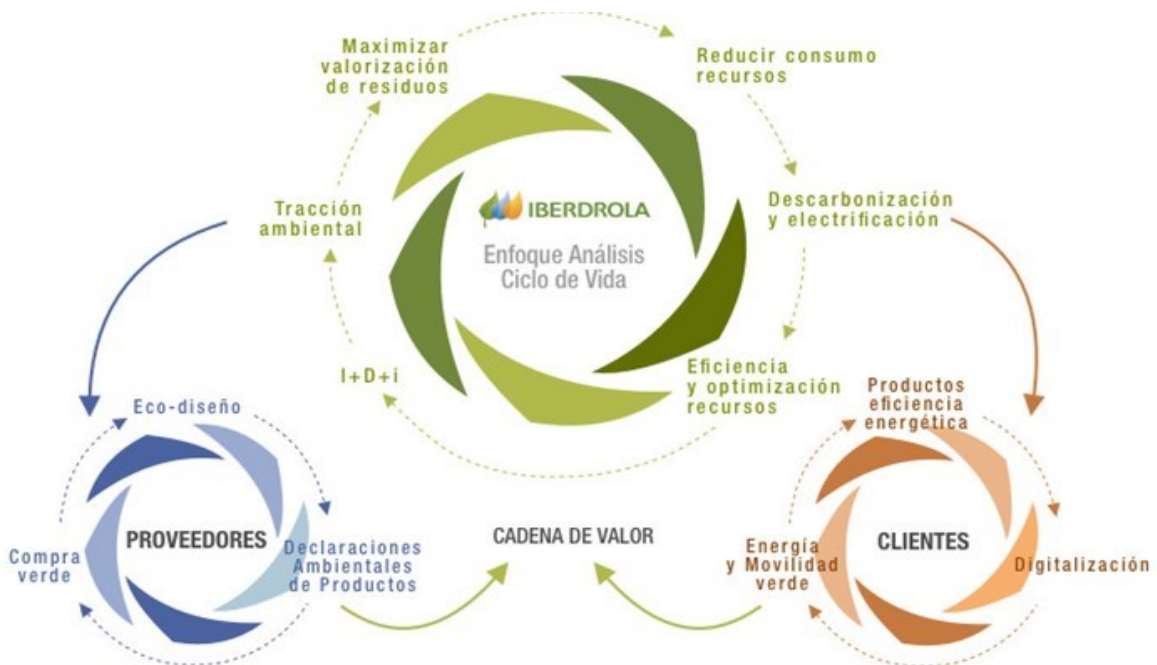 Maximizar
valorización
de residuos
Reducir consumo
recursos
Tracción
ambiental
IBERDROLA
Enfoque Análisis
Ciclo de Vida
Descarbonización
y electrificación
I+D+i
Eficiencia
y optimización
recursos
Eco-diseño
PROVEEDORES
Compra
verde
Declaraciones
Ambientales
de Productos
CADENA DE VALOR
Productos
eficiencia
energética
CLIENTES
Energía
y Movilidad
verde
Digitalización